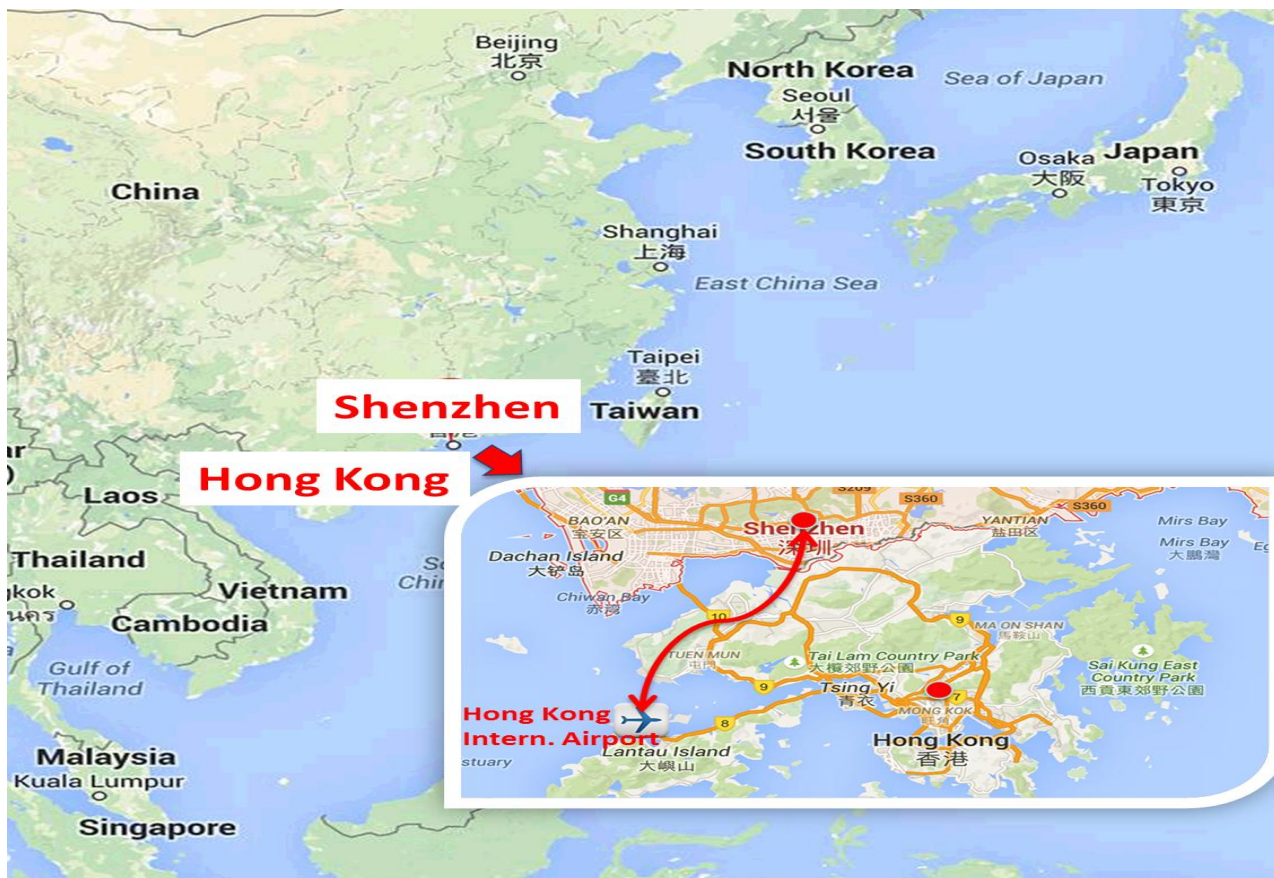 Beijing
北京
North Korea
Sea of Japan
Seoul
서울
South Korea
Osaka
大阪
Japan
Tokyo
東京
China
Shanghai
上海
East China Sea
Taipei
臺北
Taiwan
Shenzhen
Hong Kong
Laos
Thailand
Vietnam
Cambodia
Gulf of
Thailand
Malaysia
Kuala Lumpur
Singapore
G4
S209
S360
S360
BAO'AN
宝安区
Shenzhen
深圳
YANTIAN
盐田区
Mirs Bay
Mirs Bay
大鵬灣
Dachan Island
大铲岛
Chiwan Bay
赤灣
10
9
MA ON SHAN
馬鞍山
TUEN MUN
屯門
Tai Lam Country Park
大欖郊野公園
Sai Kung East
Country Park
西貢東郊野公園
9
Tsing Yi
青衣
7
MONG KOK
旺角
Hong Kong
Intern. Airport
8
Lantau Island
大嶼山
Hong Kong
香港